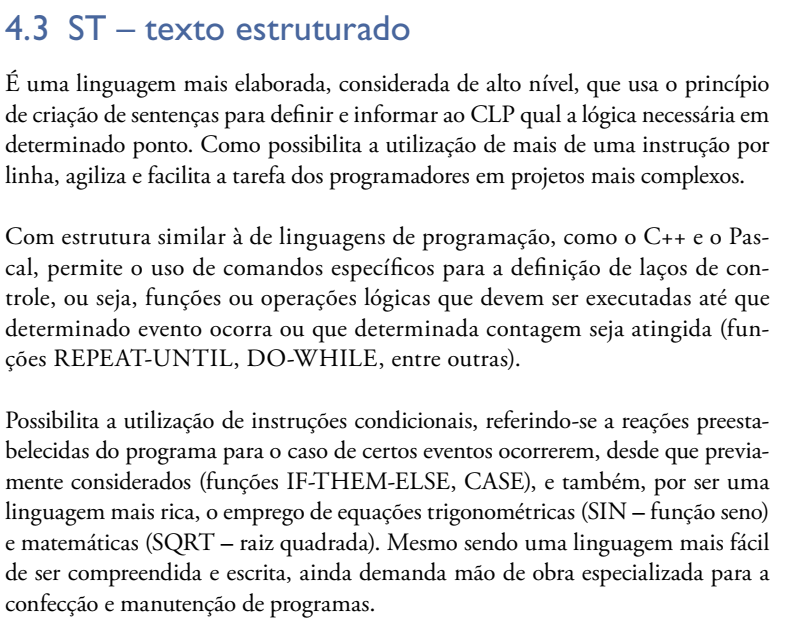 4.3 ST – texto estruturado
É uma linguagem mais elaborada, considerada de alto nível, que usa o princípio
de criação de sentenças para definir e informar ao CLP qual a lógica necessária em
determinado ponto. Como possibilita a utilização de mais de uma instrução por
linha, agiliza e facilita a tarefa dos programadores em projetos mais complexos.
Com estrutura similar à de linguagens de programação, como o C++ e o Pas-
cal, permite o uso de comandos específicos para a definição de laços de con-
trole, ou seja, funções ou operações lógicas que devem ser executadas até que
determinado evento ocorra ou que determinada contagem seja atingida (fun-
ções REPEAT-UNTIL, DO-WHILE, entre outras).
Possibilita a utilização de instruções condicionais, referindo-se a reações preesta-
belecidas do programa para o caso de certos eventos ocorrerem, desde que previa-
mente considerados (funções IF-THEM-ELSE, CASE), e também, por ser uma
linguagem mais rica, o emprego de equações trigonométricas (SIN – função seno)
e matemáticas (SQRT – raiz quadrada). Mesmo sendo uma linguagem mais fácil
de ser compreendida e escrita, ainda demanda mão de obra especializada para a
confecção e manutenção de programas.